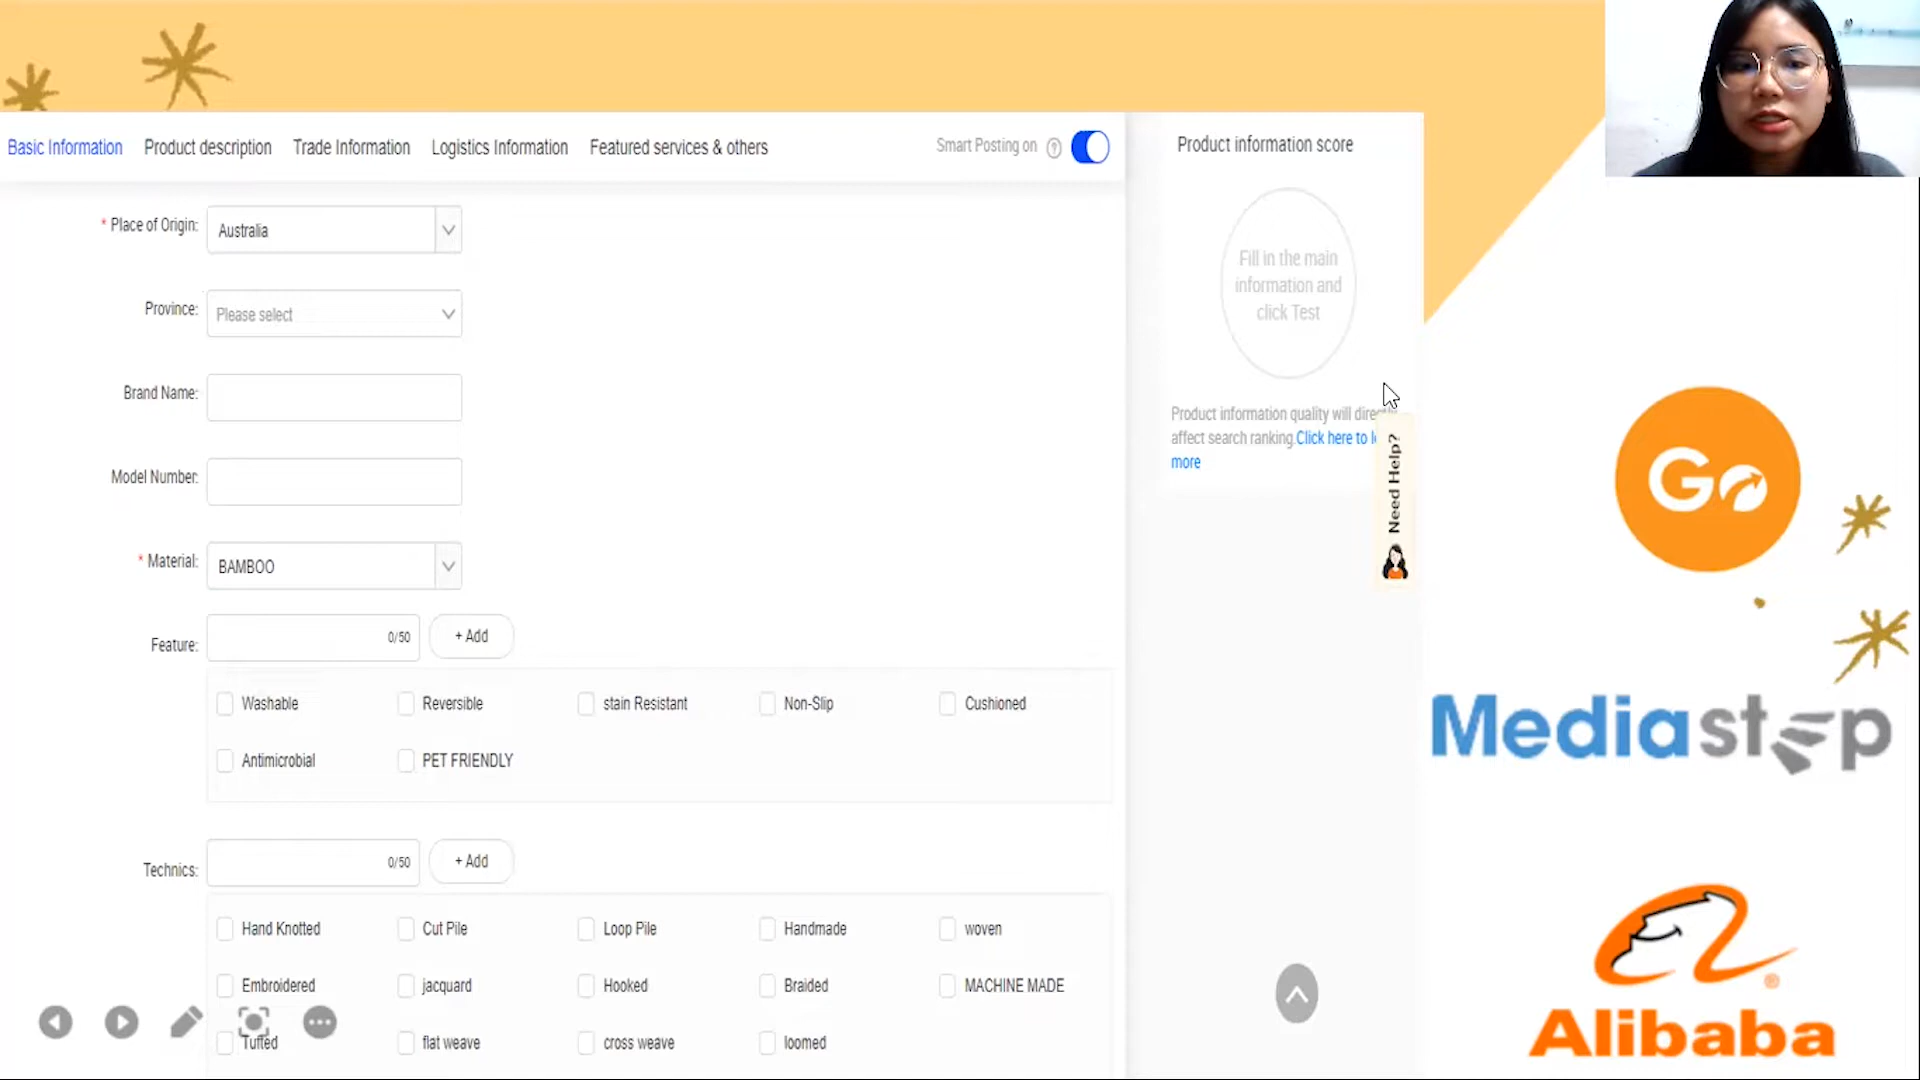 Basic Information Product description Trade Information Logistics Information Featured services & others Smart Posting on ?
Product information score
* Place of Origin: Australia
Fill in the main
information and
click Test
Province: Please select
Brand Name:
Product information quality will
affect search ranking.Click here to
more
Need Help?
Model Number:
* Material: BAMBOO
Feature: 0/50 + Add
Washable Reversible stain Resistant Non-Slip Cushioned
Antimicrobial PET FRIENDLY
Technics: 0/50 + Add
Hand Knotted Cut Pile Loop Pile Handmade woven
Embroidered jacquard Hooked Braided MACHINE MADE
Tufted flat weave cross weave loomed
Go
Mediastep
Alibaba
®